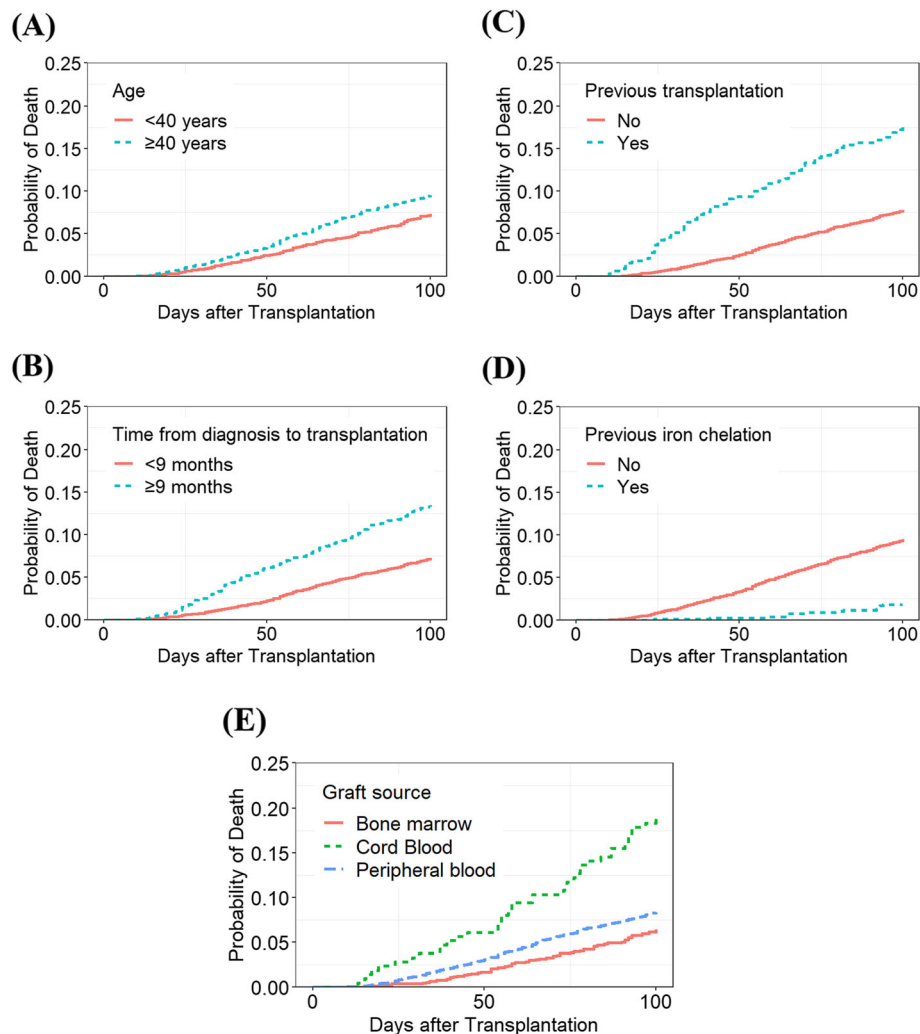 (A)
0.25
0.20
0.15
0.10
0.05
0.00
Probability of Death
Age
<40 years
≥40 years
0 50 100
Days after Transplantation
(C)
0.25
0.20
0.15
0.10
0.05
0.00
Probability of Death
Previous transplantation
No
Yes
0 50 100
Days after Transplantation
(B)
0.25
0.20
0.15
0.10
0.05
0.00
Probability of Death
Time from diagnosis to transplantation
<9 months
≥9 months
0 50 100
Days after Transplantation
(D)
0.25
0.20
0.15
0.10
0.05
0.00
Probability of Death
Previous iron chelation
No
Yes
0 50 100
Days after Transplantation
(E)
0.25
0.20
0.15
0.10
0.05
0.00
Probability of Death
Graft source
Bone marrow
Cord Blood
Peripheral blood
0 50 100
Days after Transplantation